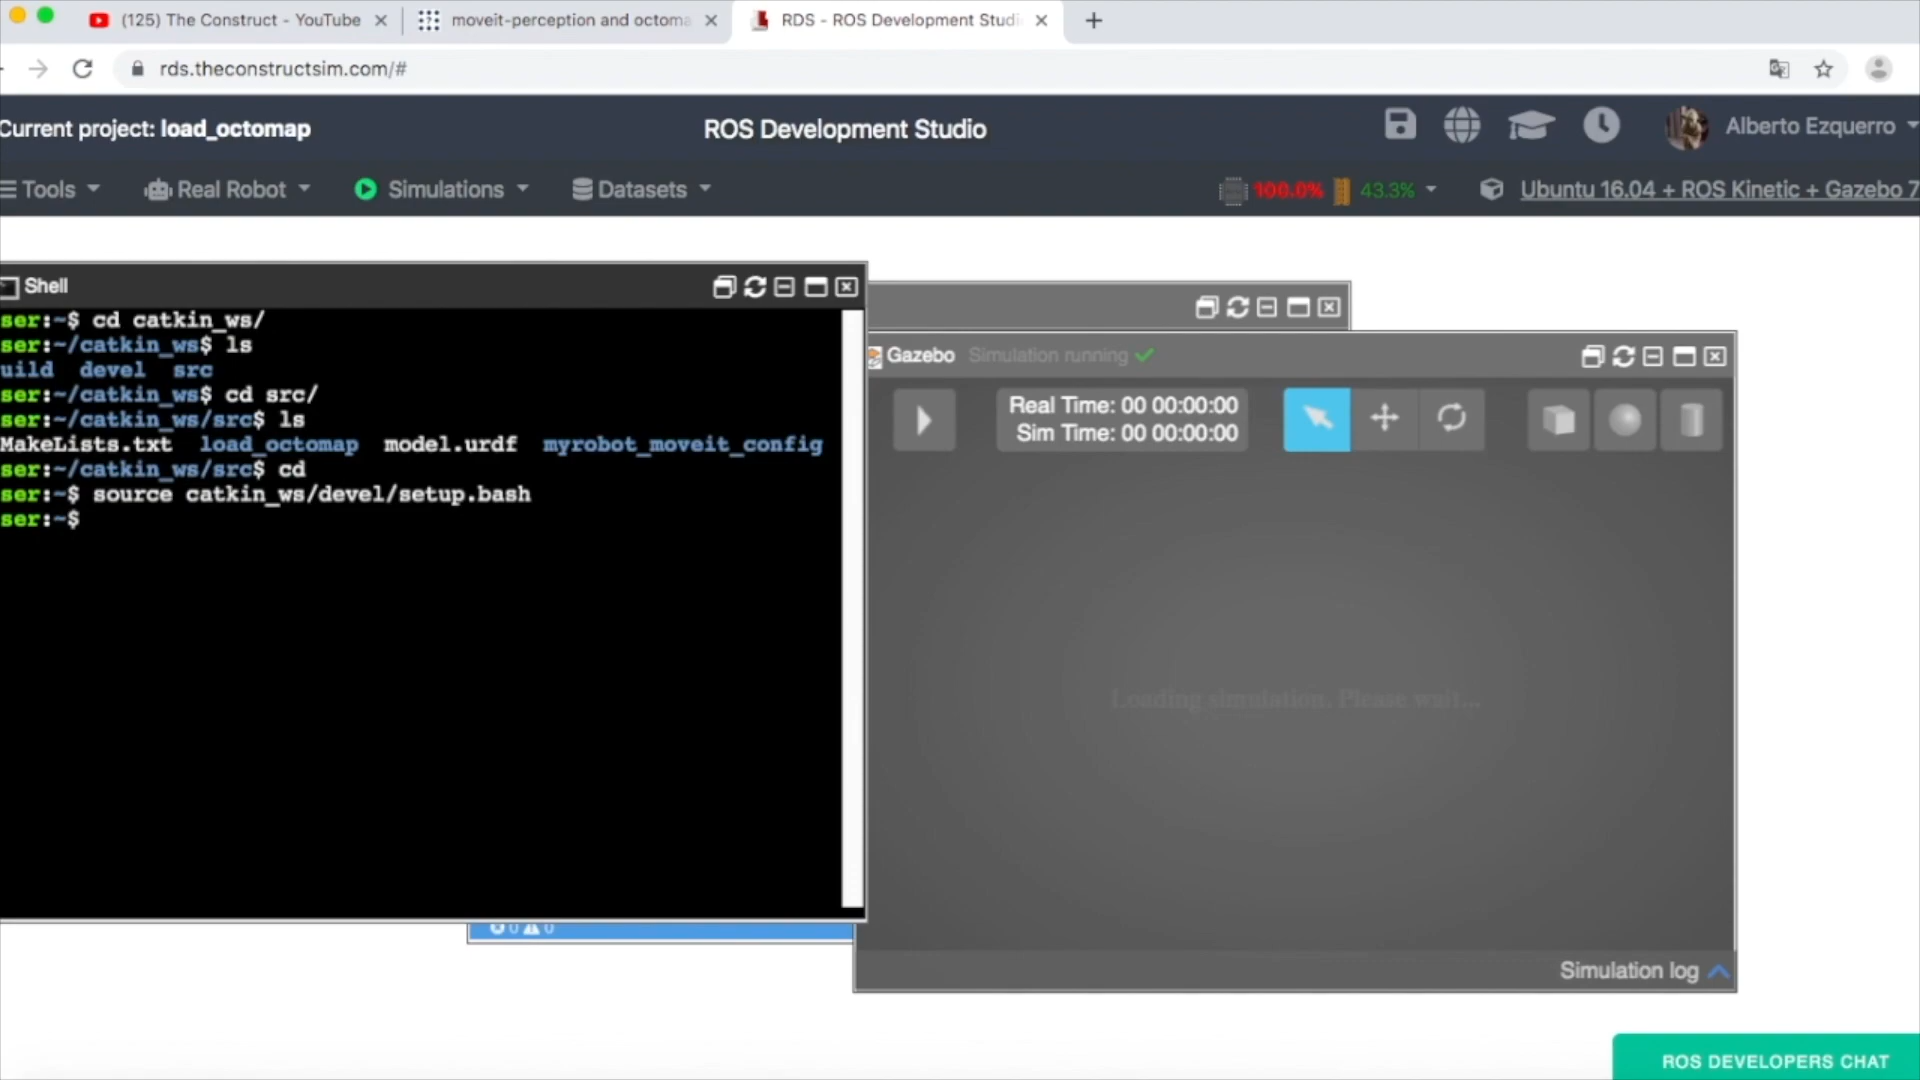 (125) The Construct - YouTube
moveit-perception and octoma
RDS - ROS Development Studi
rds.theconstructsim.com/#
Current project: load_octomap
ROS Development Studio
Alberto Ezquerro
Tools
Real Robot
Simulations
Datasets
100.0%
43.3%
Ubuntu 16.04 + ROS Kinetic + Gazebo 7
Shell
ser:~$ cd catkin_ws/
ser:~/catkin_ws$ ls
uild devel src
ser:~/catkin_ws$ cd src/
ser:~/catkin_ws/src$ ls
MakeLists.txt load_octomap model.urdf myrobot_moveit_config
ser:~/catkin_ws/src$ cd
ser:~$ source catkin_ws/devel/setup.bash
ser:~$
0 0
Gazebo Simulation running
Real Time: 00 00:00:00
Sim Time: 00 00:00:00
Loading simulation. Please wait...
Simulation log
ROS DEVELOPERS CHAT